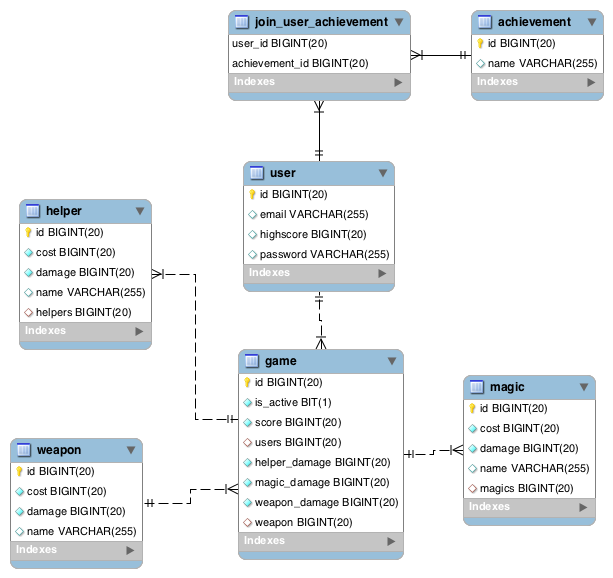 join_user_achievement
user_id BIGINT(20)
achievement_id BIGINT(20)
Indexes
achievement
id BIGINT(20)
name VARCHAR(255)
Indexes
user
id BIGINT(20)
email VARCHAR(255)
highscore BIGINT(20)
password VARCHAR(255)
Indexes
helper
id BIGINT(20)
cost BIGINT(20)
damage BIGINT(20)
name VARCHAR(255)
helpers BIGINT(20)
Indexes
game
id BIGINT(20)
is_active BIT(1)
score BIGINT(20)
users BIGINT(20)
helper_damage BIGINT(20)
magic_damage BIGINT(20)
weapon_damage BIGINT(20)
weapon BIGINT(20)
Indexes
magic
id BIGINT(20)
cost BIGINT(20)
damage BIGINT(20)
name VARCHAR(255)
magics BIGINT(20)
Indexes
weapon
id BIGINT(20)
cost BIGINT(20)
damage BIGINT(20)
name VARCHAR(255)
Indexes